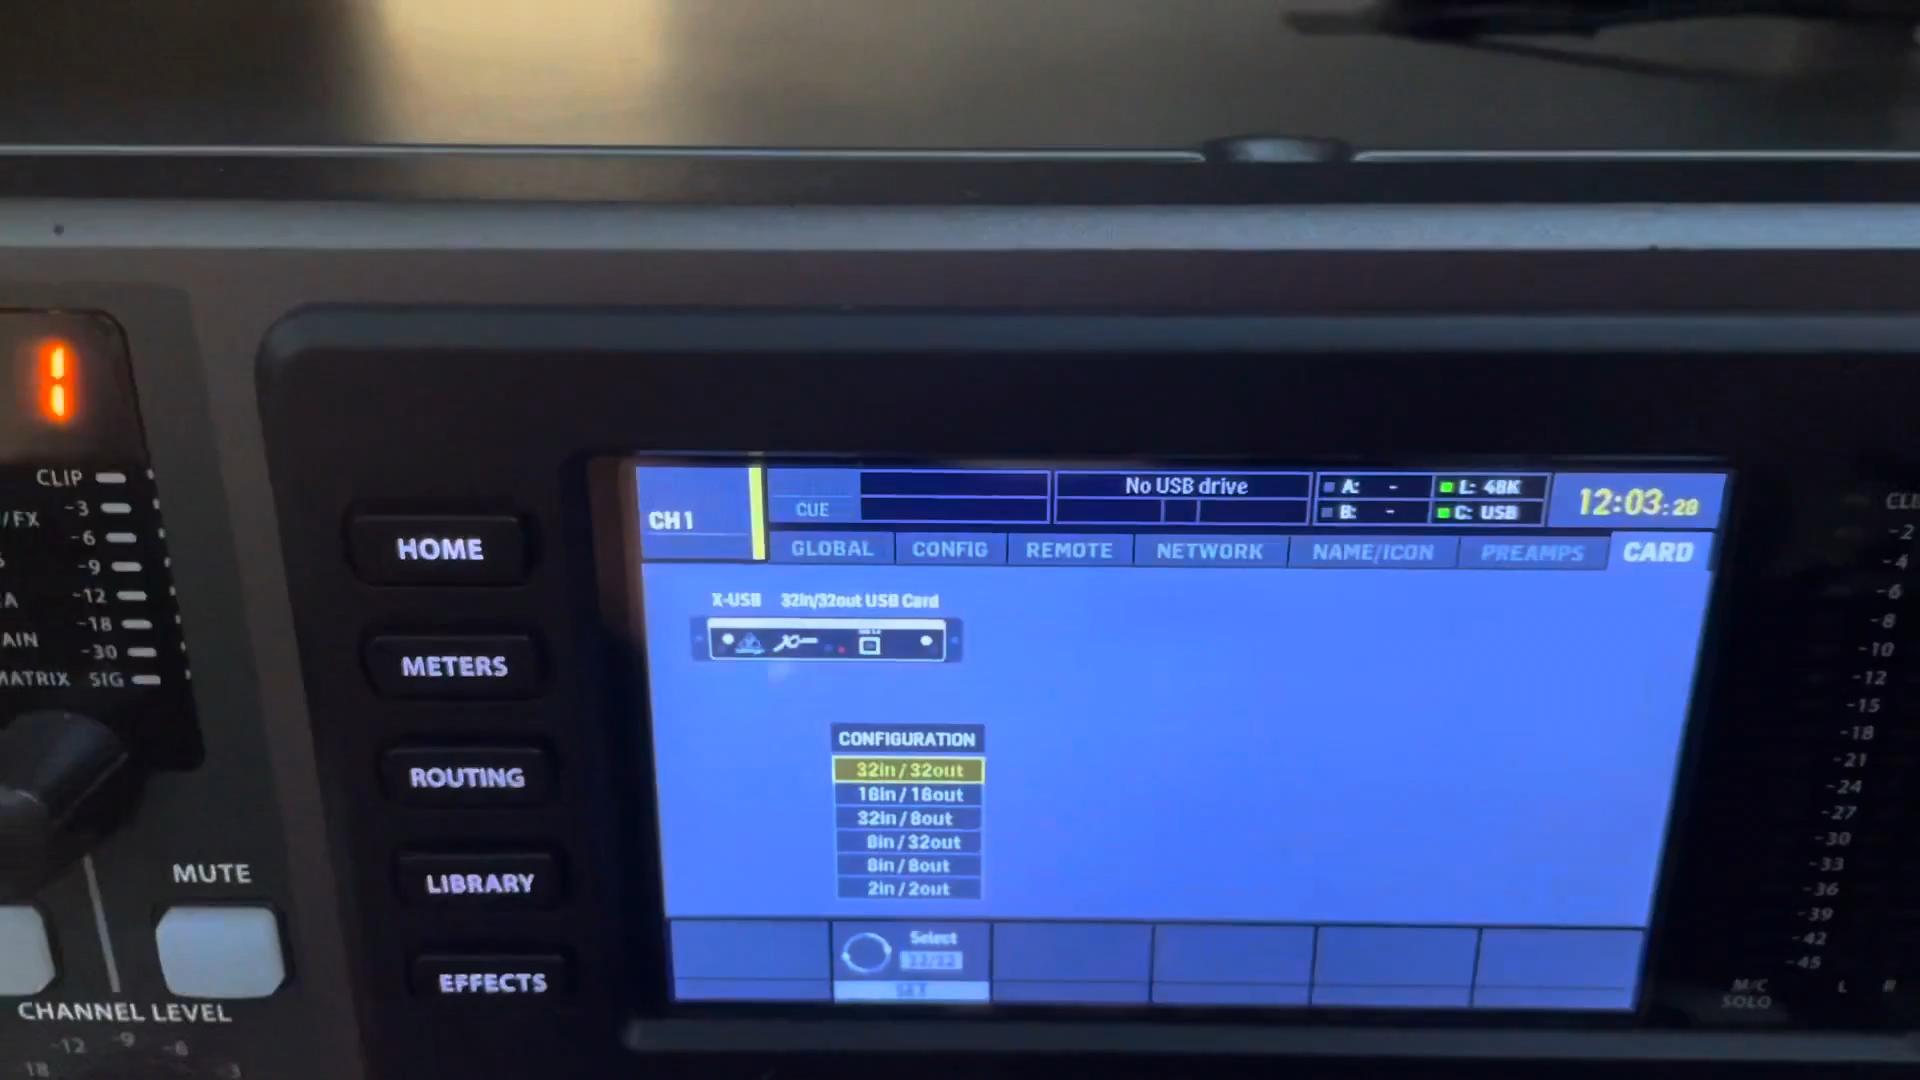 1
CLIP
-3
/FX
-6
-9
-12
-18
AIN
-30
MATRIX SIG
MUTE
CHANNEL LEVEL
-12 -9 -6
18 -3
HOME
METERS
ROUTING
LIBRARY
EFFECTS
CH 1
CUE
No USB drive
A: - L: 48K
B: - C: USB
12:03:28
GLOBAL CONFIG REMOTE NETWORK NAME/ICON PREAMPS CARD
X-USB 32in/32out USB Card
CONFIGURATION
32in / 32out
16in / 16out
32in / 8out
8in / 32out
8in / 8out
2in / 2out
Select
32/32
SET
-2
-4
-6
-8
-10
-12
-15
-18
-21
-24
-27
-30
-33
-36
-39
-42
-45
M/C
SOLO
L R